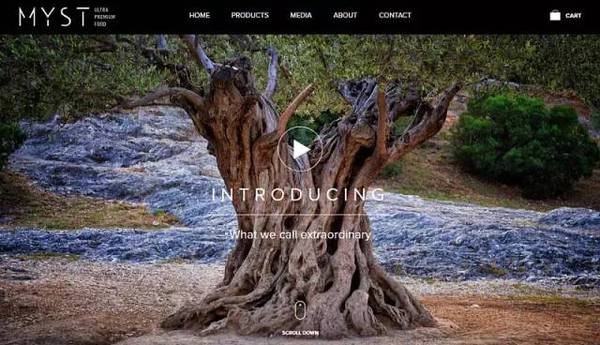 MYST ULTRA
PREMIUM
FOOD
HOME PRODUCTS MEDIA ABOUT CONTACT CART
INTRODUCING
What we call extraordinary
SCROLL DOWN